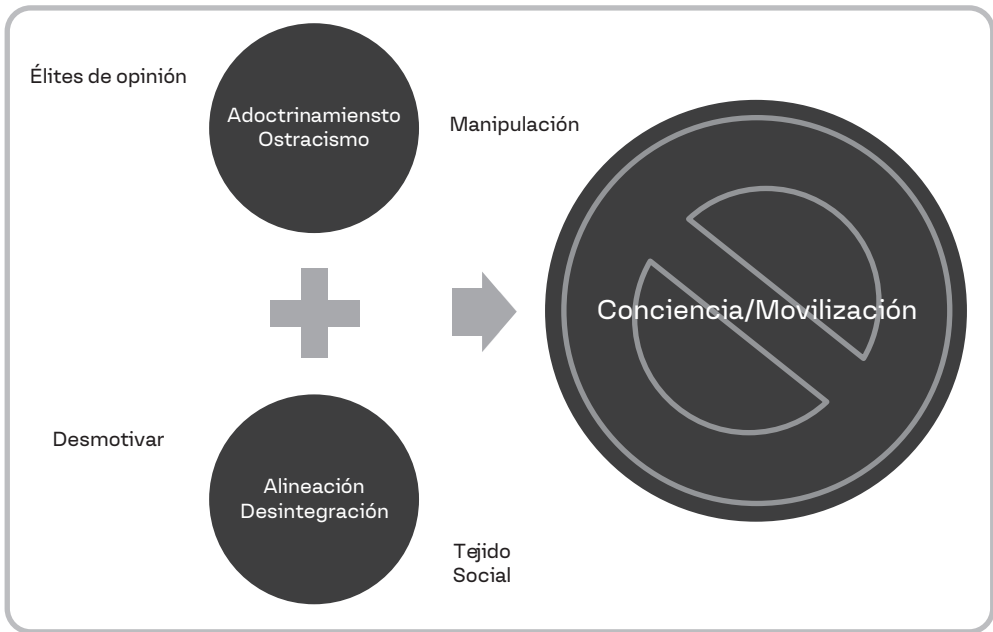 Élites de opinión
Adoctrinamiensto
Ostracismo
Manipulación
Conciencia/Movilización
Desmotivar
Alineación
Desintegración
Tejido
Social